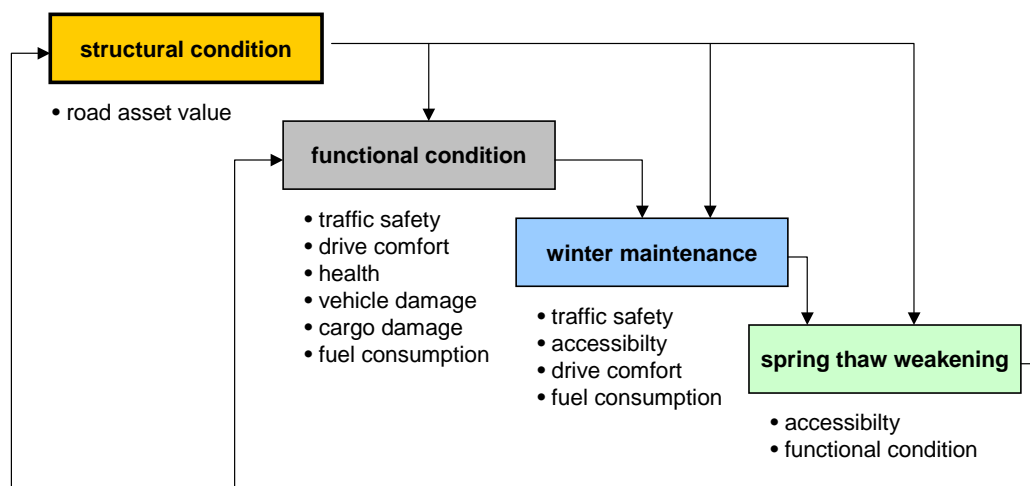 structural condition
• road asset value
functional condition
• traffic safety
• drive comfort
• health
• vehicle damage
• cargo damage
• fuel consumption
winter maintenance
• traffic safety
• accessibilty
• drive comfort
• fuel consumption
spring thaw weakening
• accessibilty
• functional condition